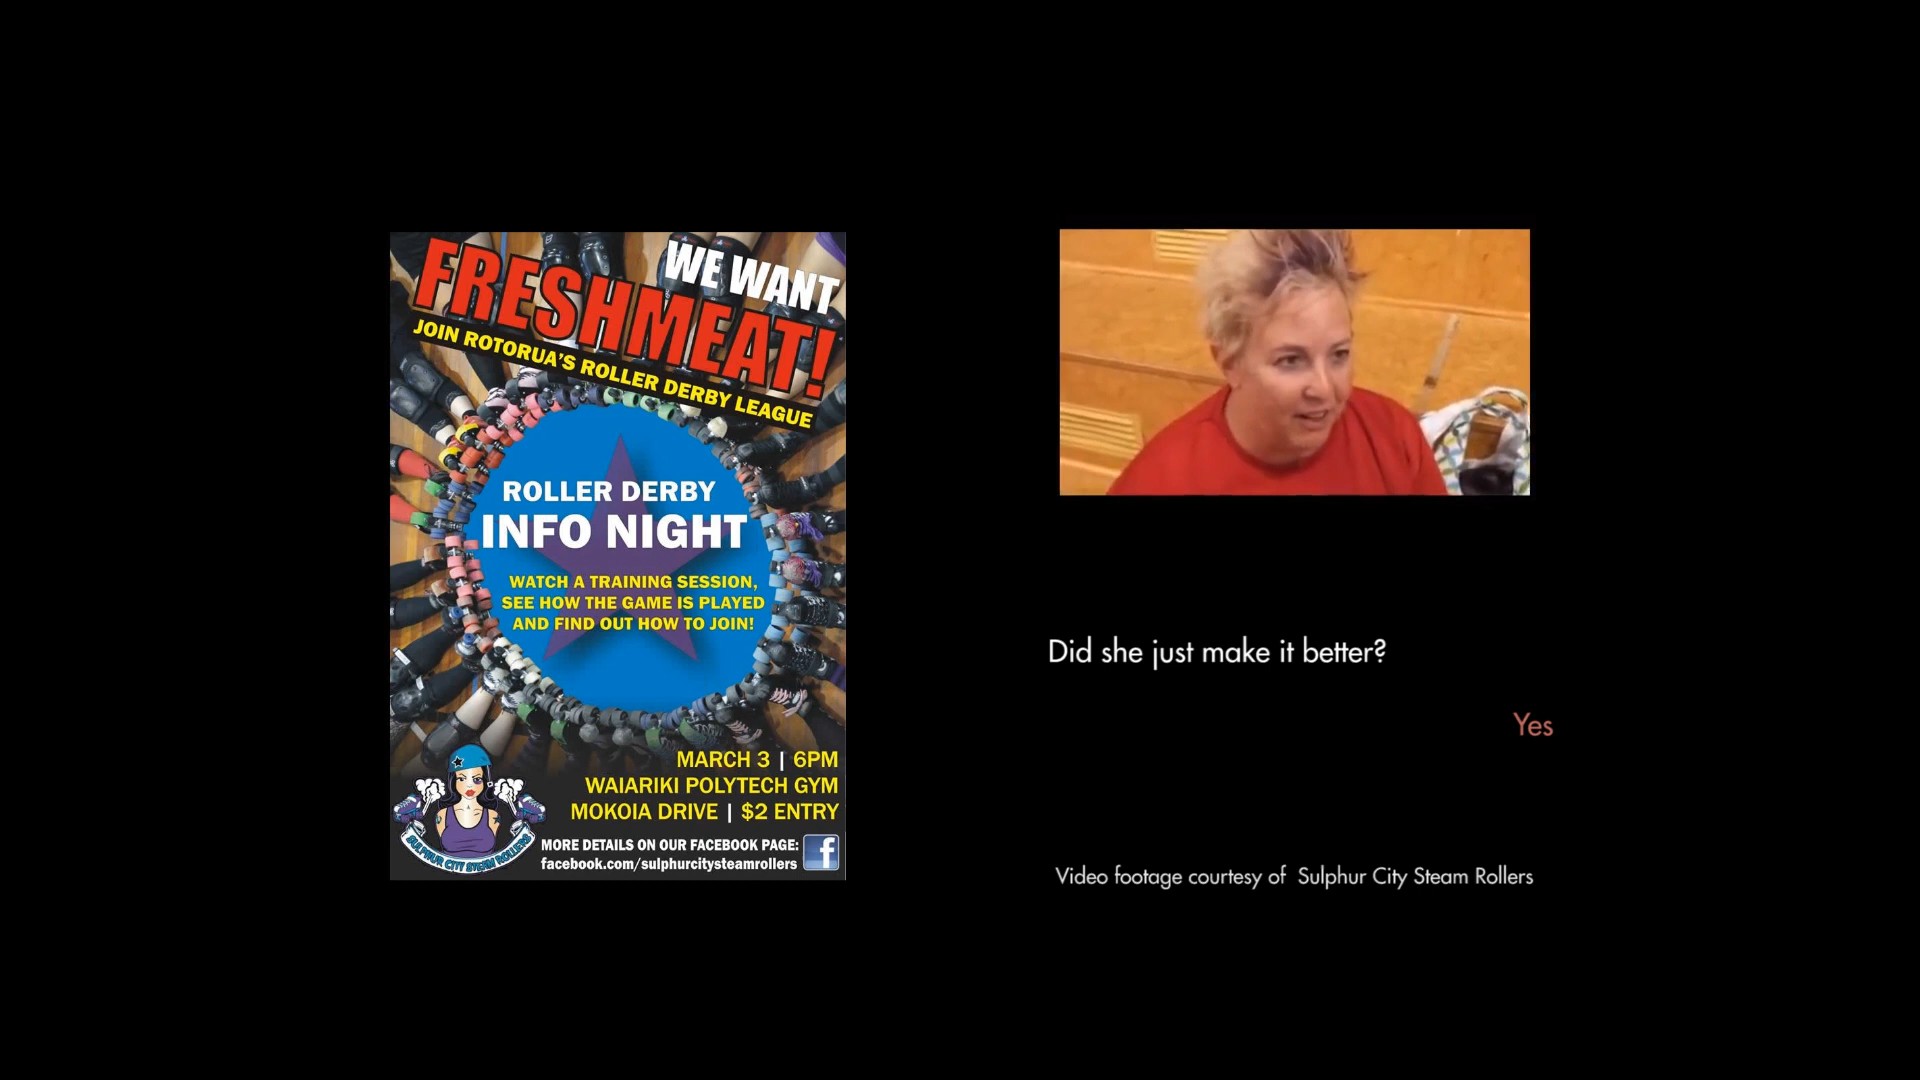 WE WANT
FRESHMEAT!
JOIN ROTORUA'S ROLLER DERBY LEAGUE
ROLLER DERBY
INFO NIGHT
WATCH A TRAINING SESSION,
SEE HOW THE GAME IS PLAYED
AND FIND OUT HOW TO JOIN!
MARCH 3 | 6PM
WAIARIKI POLYTECH GYM
MOKOIA DRIVE | $2 ENTRY
SULPHUR CITY STEAM ROLLERS
MORE DETAILS ON OUR FACEBOOK PAGE:
facebook.com/sulphurcitysteamrollers
f
Did she just make it better?
Yes
Video footage courtesy of Sulphur City Steam Rollers